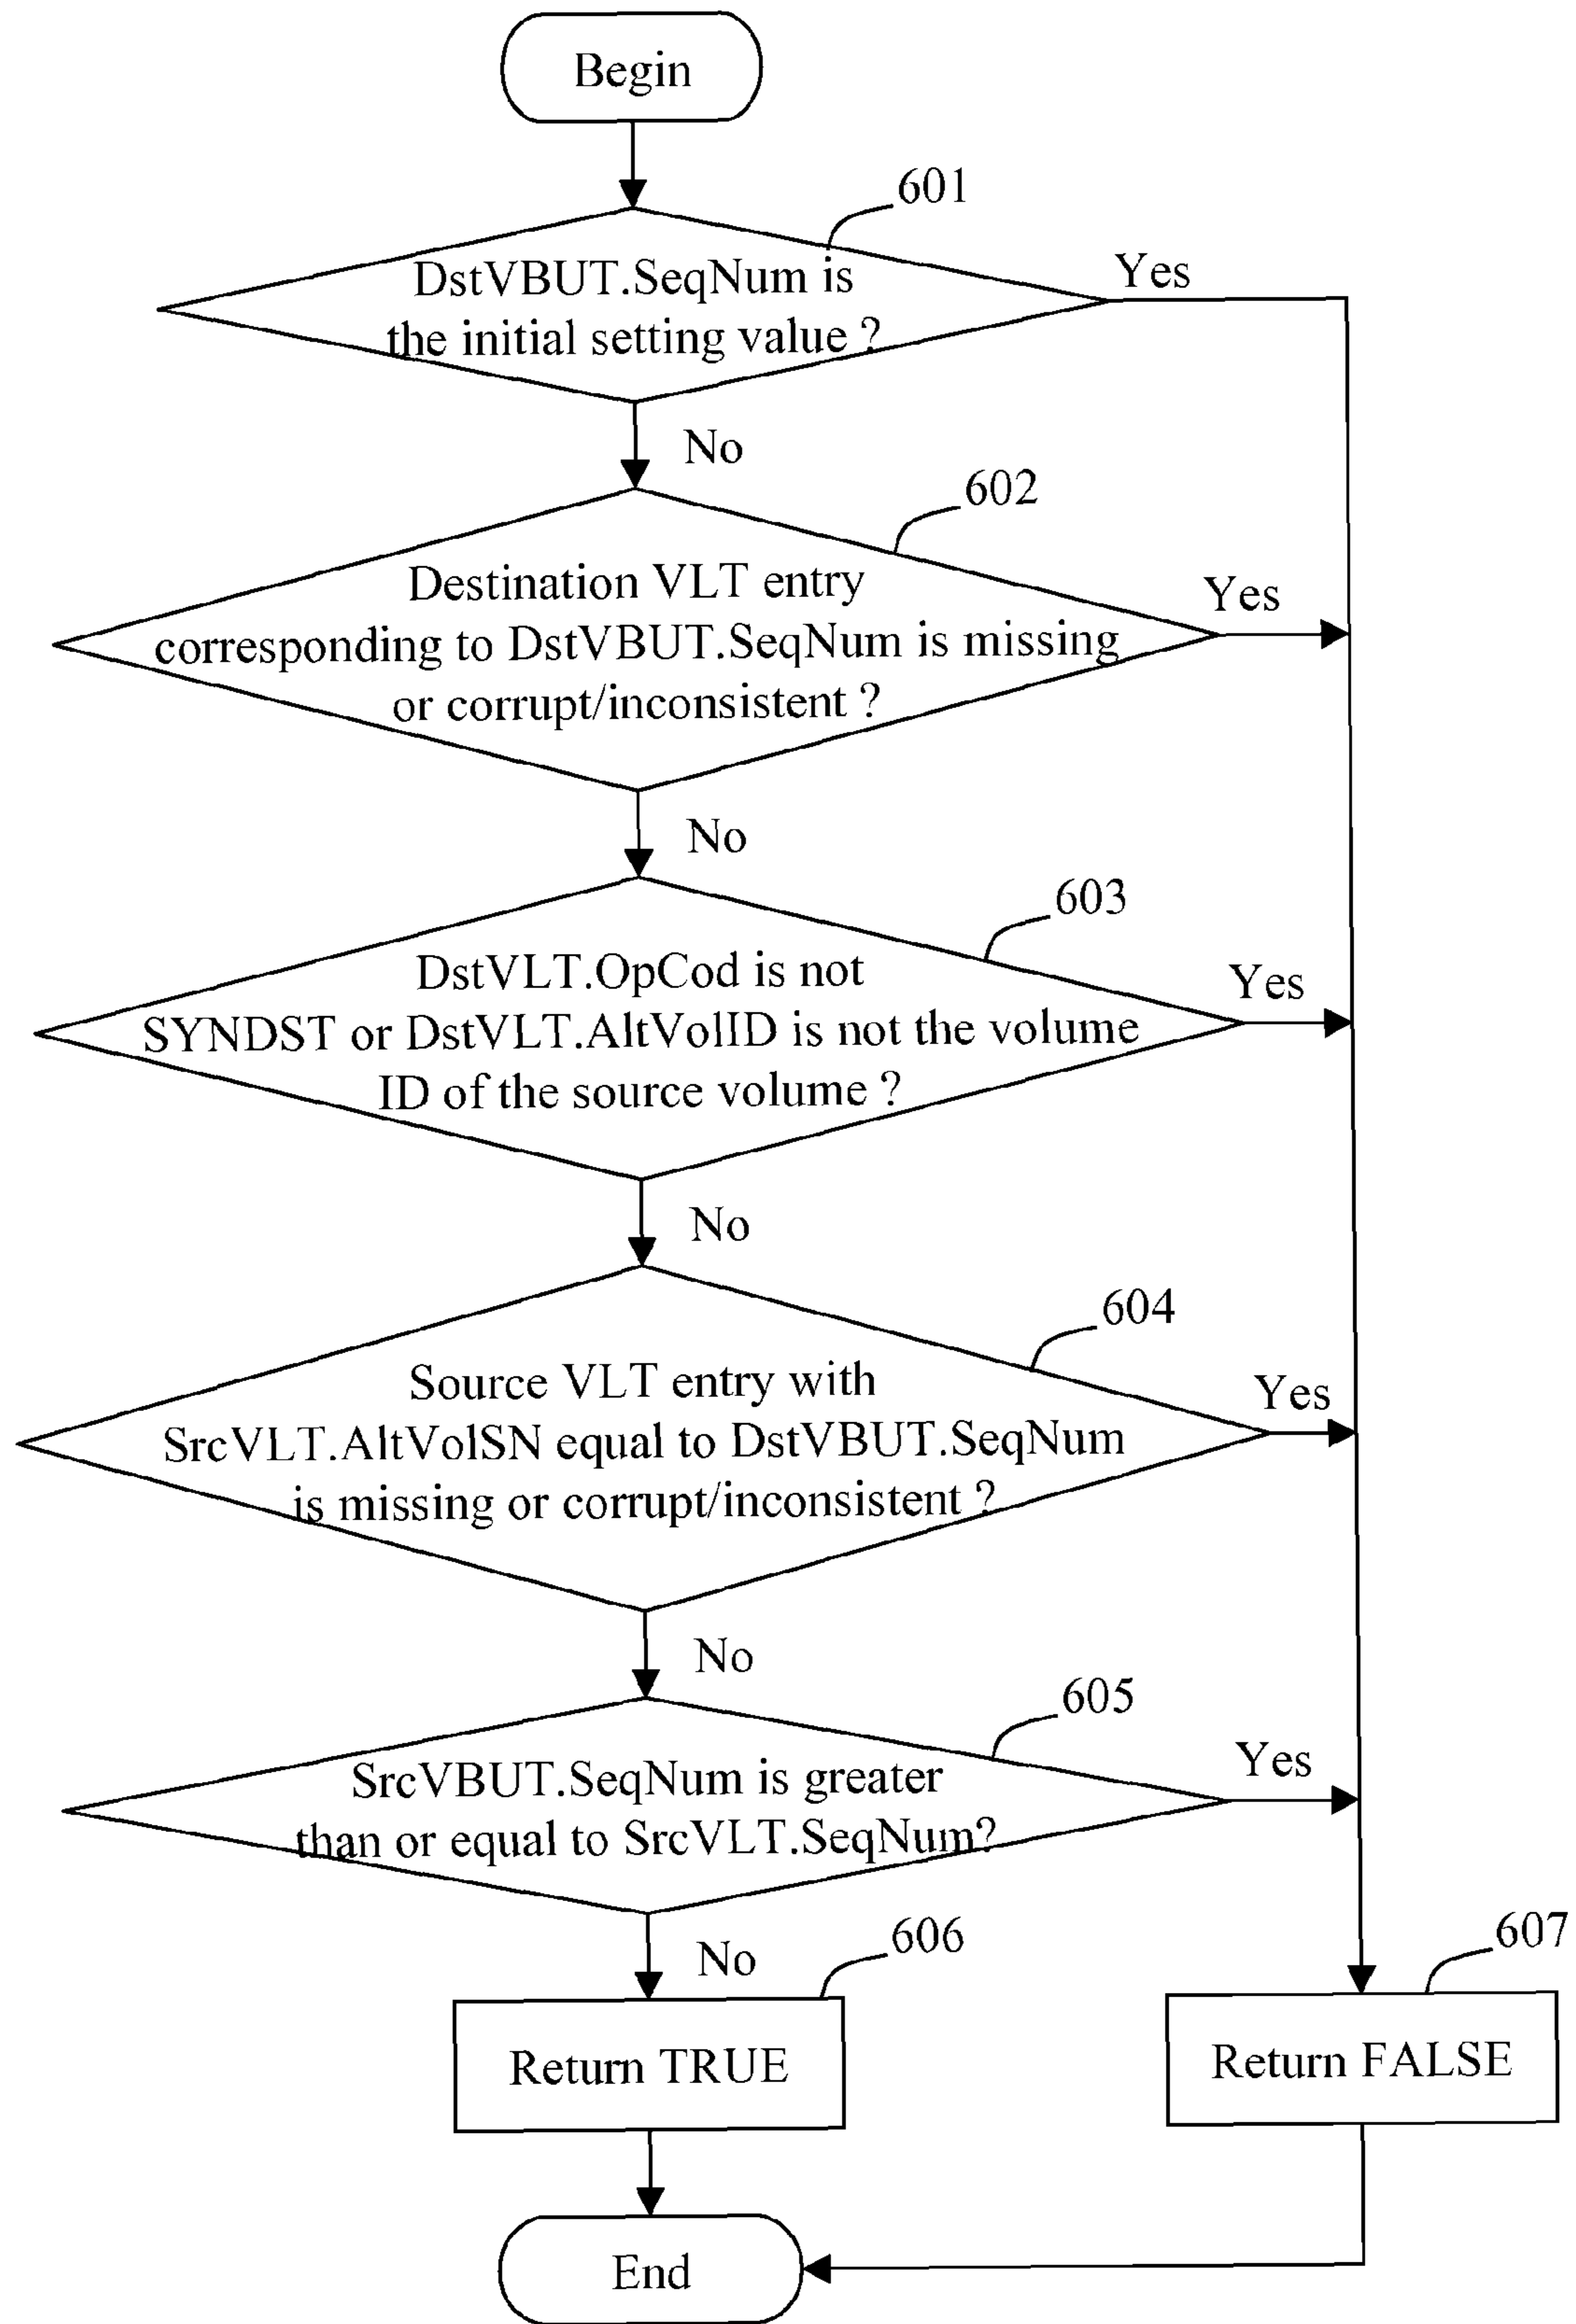 Begin
601
DstVBUT.SeqNum is
the initial setting value ?
Yes
No
602
Destination VLT entry
corresponding to DstVBUT.SeqNum is missing
or corrupt/inconsistent ?
Yes
No
603
DstVLT.OpCod is not
SYNDST or DstVLT.AltVolID is not the volume
ID of the source volume ?
Yes
No
604
Source VLT entry with
SrcVLT.AltVolSN equal to DstVBUT.SeqNum
is missing or corrupt/inconsistent ?
Yes
No
605
SrcVBUT.SeqNum is greater
than or equal to SrcVLT.SeqNum?
Yes
No
606
Return TRUE
607
Return FALSE
End